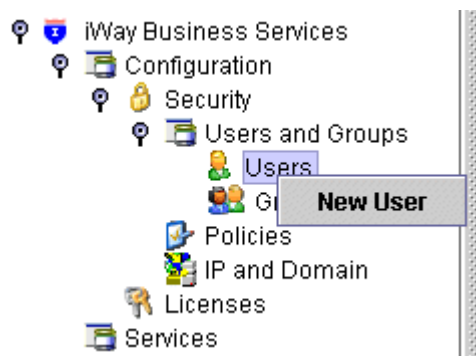 iWay Business Services
Configuration
Security
Users and Groups
Users
New User
Policies
IP and Domain
Licenses
Services